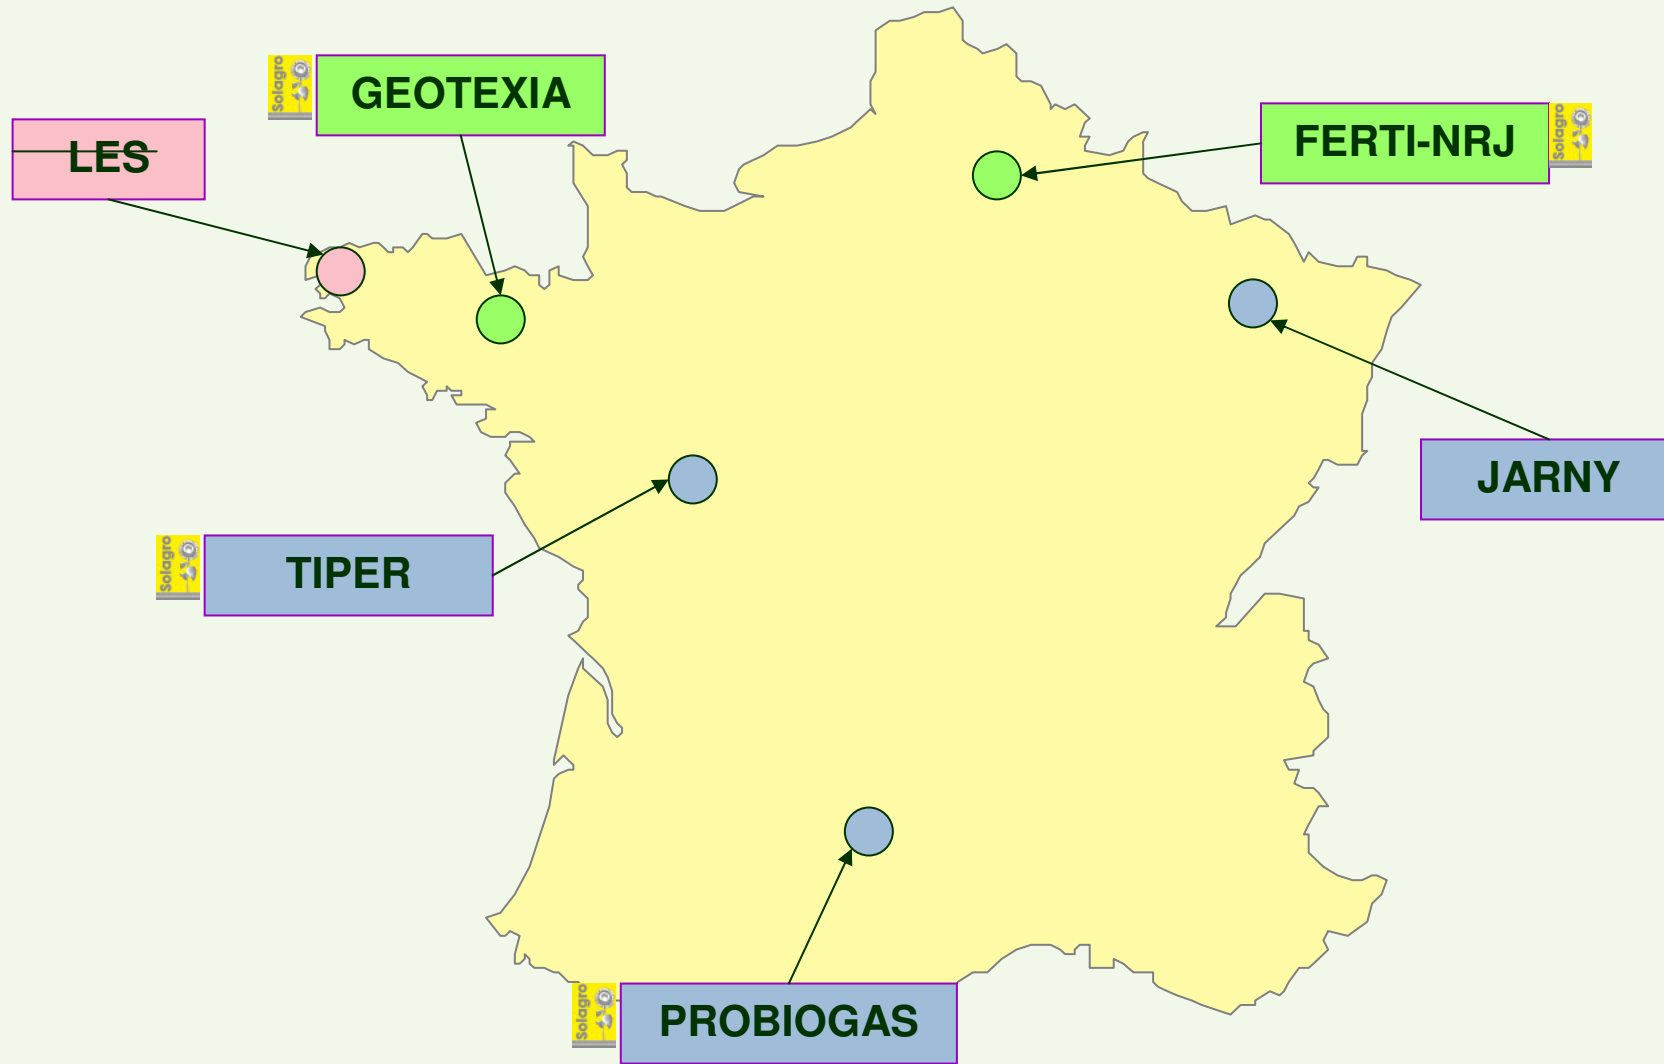 Solagro
GEOTEXIA
LES
FERTI-NRJ
Solagro
JARNY
Solagro
TIPER
Solagro
PROBIOGAS